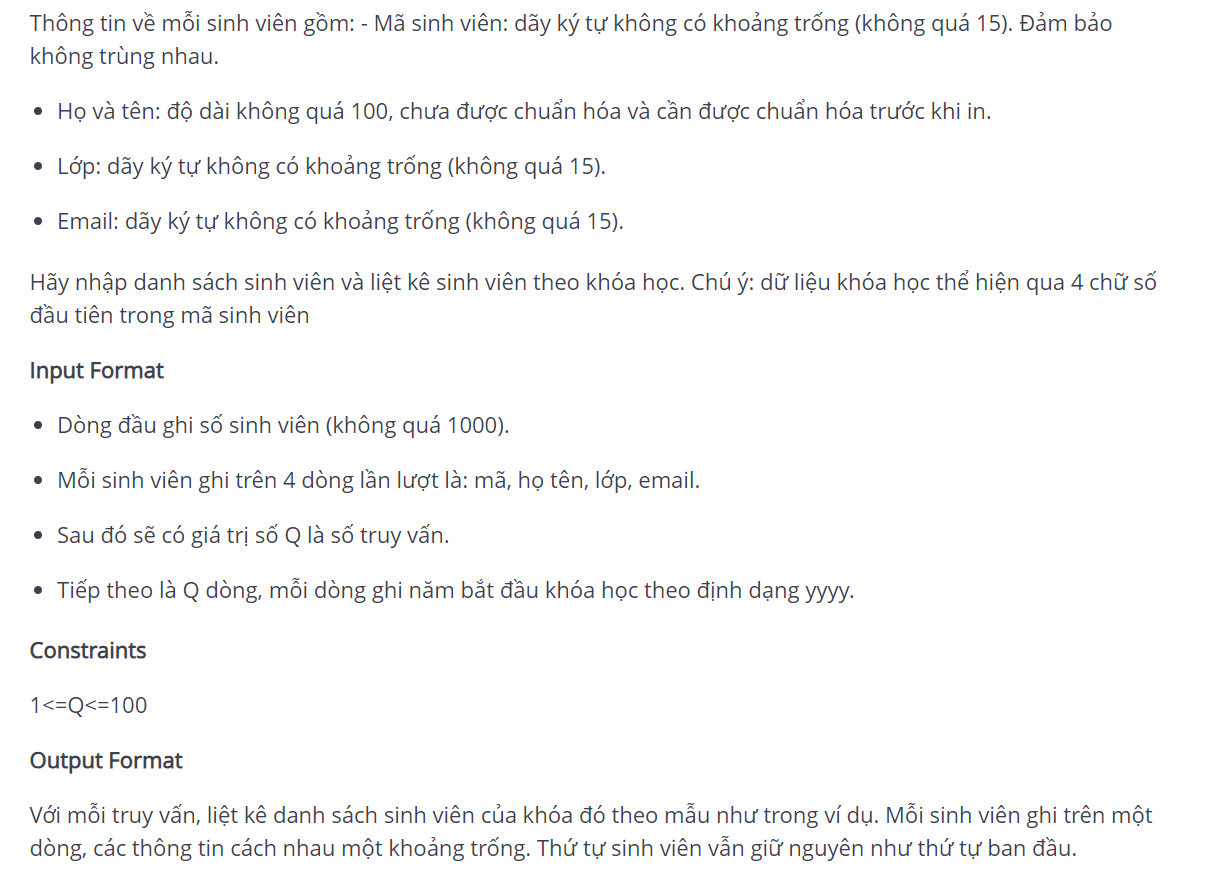 Thông tin về mỗi sinh viên gồm: - Mã sinh viên: dãy ký tự không có khoảng trống (không quá 15). Đảm bảo
không trùng nhau.
• Họ và tên: độ dài không quá 100, chưa được chuẩn hóa và cần được chuẩn hóa trước khi in.
• Lớp: dãy ký tự không có khoảng trống (không quá 15).
• Email: dãy ký tự không có khoảng trống (không quá 15).
Hãy nhập danh sách sinh viên và liệt kê sinh viên theo khóa học. Chú ý: dữ liệu khóa học thể hiện qua 4 chữ số
đầu tiên trong mã sinh viên
Input Format
• Dòng đầu ghi số sinh viên (không quá 1000).
• Mỗi sinh viên ghi trên 4 dòng lần lượt là: mã, họ tên, lớp, email.
• Sau đó sẽ có giá trị số Q là số truy vấn.
• Tiếp theo là Q dòng, mỗi dòng ghi năm bắt đầu khóa học theo định dạng yyyy.
Constraints
1<=Q<=100
Output Format
Với mỗi truy vấn, liệt kê danh sách sinh viên của khóa đó theo mẫu như trong ví dụ. Mỗi sinh viên ghi trên một
dòng, các thông tin cách nhau một khoảng trống. Thứ tự sinh viên vẫn giữ nguyên như thứ tự ban đầu.